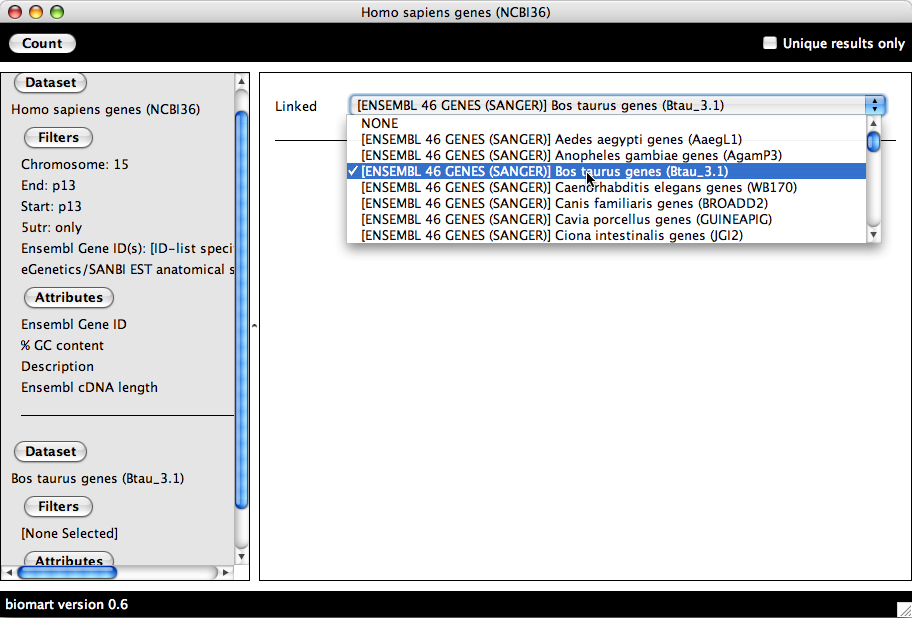 Homo sapiens genes (NCBI36)
Count
Unique results only
Dataset
Homo sapiens genes (NCBI36)
Filters
Chromosome: 15
End: p13
Start: p13
5utr: only
Ensembl Gene ID(s): [ID-list speci
eGenetics/SANBI EST anatomical s
Attributes
Ensembl Gene ID
% GC content
Description
Ensembl cDNA length
Dataset
Bos taurus genes (Btau_3.1)
Filters
[None Selected]
Attributes
Linked
[ENSEMBL 46 GENES (SANGER)] Bos taurus genes (Btau_3.1)
NONE
[ENSEMBL 46 GENES (SANGER)] Aedes aegypti genes (AaegL1)
[ENSEMBL 46 GENES (SANGER)] Anopheles gambiae genes (AgamP3)
✓[ENSEMBL 46 GENES (SANGER)] Bos taurus genes (Btau_3.1)
[ENSEMBL 46 GENES (SANGER)] Caenorhabditis elegans genes (WB170)
[ENSEMBL 46 GENES (SANGER)] Canis familiaris genes (BROADD2)
[ENSEMBL 46 GENES (SANGER)] Cavia porcellus genes (GUINEAPIG)
[ENSEMBL 46 GENES (SANGER)] Ciona intestinalis genes (JGI2)
biomart version 0.6